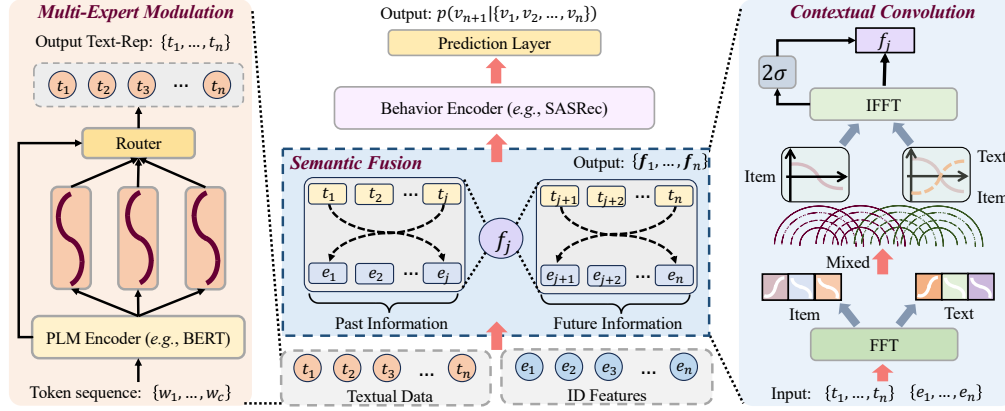 Multi-Expert Modulation
Output Text-Rep: {t₁, …, tₙ}
t₁ t₂ t₃ ··· tₙ
Router
PLM Encoder (e.g., BERT)
Token sequence: {w₁, …, w_c}
Output: p(vₙ₊₁|{v₁, v₂, …, vₙ})
Prediction Layer
Behavior Encoder (e.g., SASRec)
Semantic Fusion
Output: {f₁, …, fₙ}
t₁ t₂ ··· tⱼ
tⱼ₊₁ tⱼ₊₂ ··· tₙ
fⱼ
e₁ e₂ ··· eⱼ
eⱼ₊₁ eⱼ₊₂ ··· eₙ
Past Information
Future Information
t₁ t₂ t₃ ··· tₙ
Textual Data
e₁ e₂ e₃ ··· eₙ
ID Features
Contextual Convolution
fⱼ
2σ
IFFT
Item
Text
Item
Mixed
Item
Text
FFT
Input: {t₁, …, tₙ} {e₁, …, eₙ}